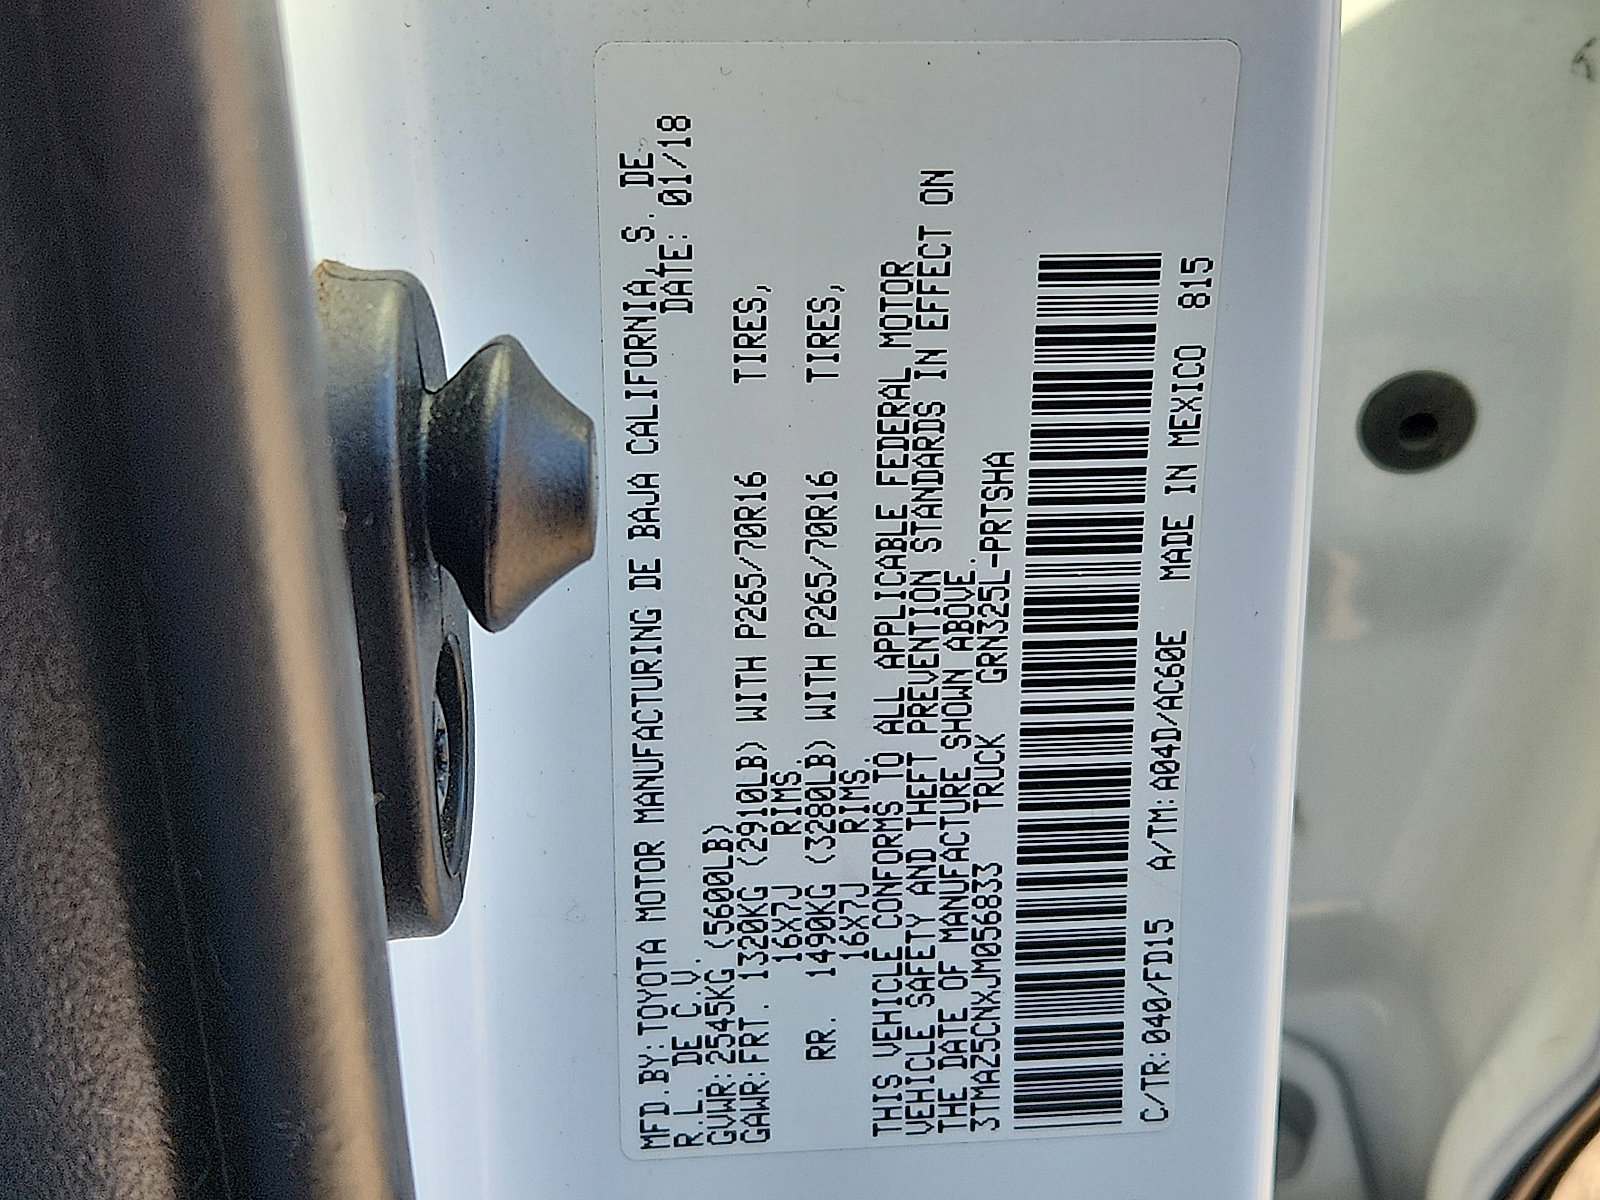 MFD.BY:TOYOTA MOTOR MANUFACTURING DE BAJA CALIFORNIA,S. DE
R.L. DE C.V. DATE: 01/18
GVWR:2545KG (5600LB)
GAWR:FRT. 1320KG (2910LB) WITH P265/70R16 TIRES,
16X7J RIMS.
RR. 1490KG (3280LB) WITH P265/70R16 TIRES,
16X7J RIMS.
THIS VEHICLE CONFORMS TO ALL APPLICABLE FEDERAL MOTOR
VEHICLE SAFETY AND THEFT PREVENTION STANDARDS IN EFFECT ON
THE DATE OF MANUFACTURE SHOWN ABOVE.
3TMAZ5CNXJM056833 TRUCK GRN325L-PRTSHA
C/TR:040/FD15 A/TM:A04D/AC60E MADE IN MEXICO 815